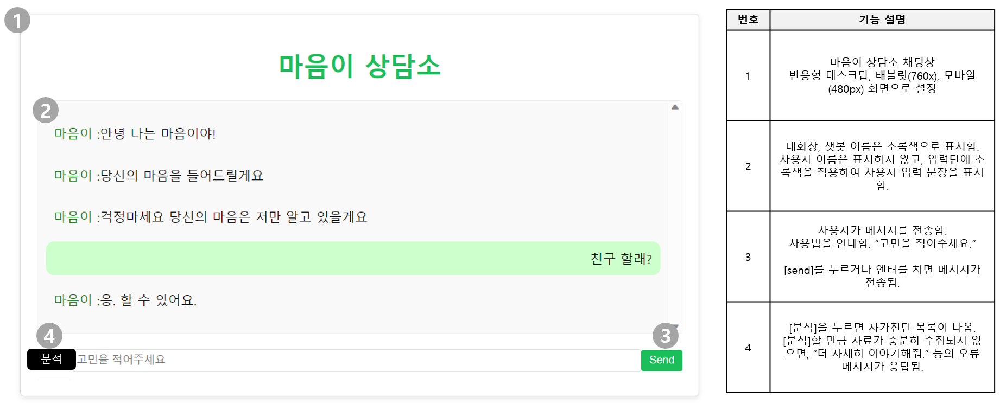 1
마음이 상담소
2
마음이 :안녕 나는 마음이야!
마음이 :당신의 마음을 들어드릴게요
마음이 :걱정마세요 당신의 마음은 저만 알고 있을게요
친구 할래?
마음이 :응. 할 수 있어요.
4
3
분석
고민을 적어주세요
Send
번호
기능 설명
1
마음이 상담소 채팅창
반응형 데스크탑, 태블릿(760x), 모바일
(480px) 화면으로 설정
2
대화창, 챗봇 이름은 초록색으로 표시함.
사용자 이름은 표시하지 않고, 입력단에 초
록색을 적용하여 사용자 입력 문장을 표시
함.
3
사용자가 메시지를 전송함.
사용법을 안내함. “고민을 적어주세요.”
[send]를 누르거나 엔터를 치면 메시지가
전송됨.
4
[분석]을 누르면 자가진단 목록이 나옴.
[분석]할 만큼 자료가 충분히 수집되지 않
으면, “더 자세히 이야기해줘.“ 등의 오류
메시지가 응답됨.